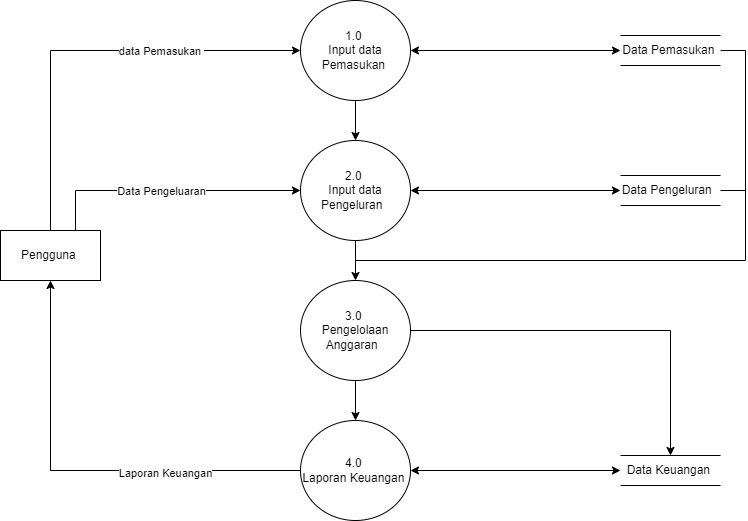 1.0
Input data
Pemasukan
data Pemasukan
Data Pemasukan
2.0
Input data
Pengeluran
Data Pengeluaran
Data Pengeluran
Pengguna
3.0
Pengelolaan
Anggaran
4.0
Laporan Keuangan
Laporan Keuangan
Data Keuangan